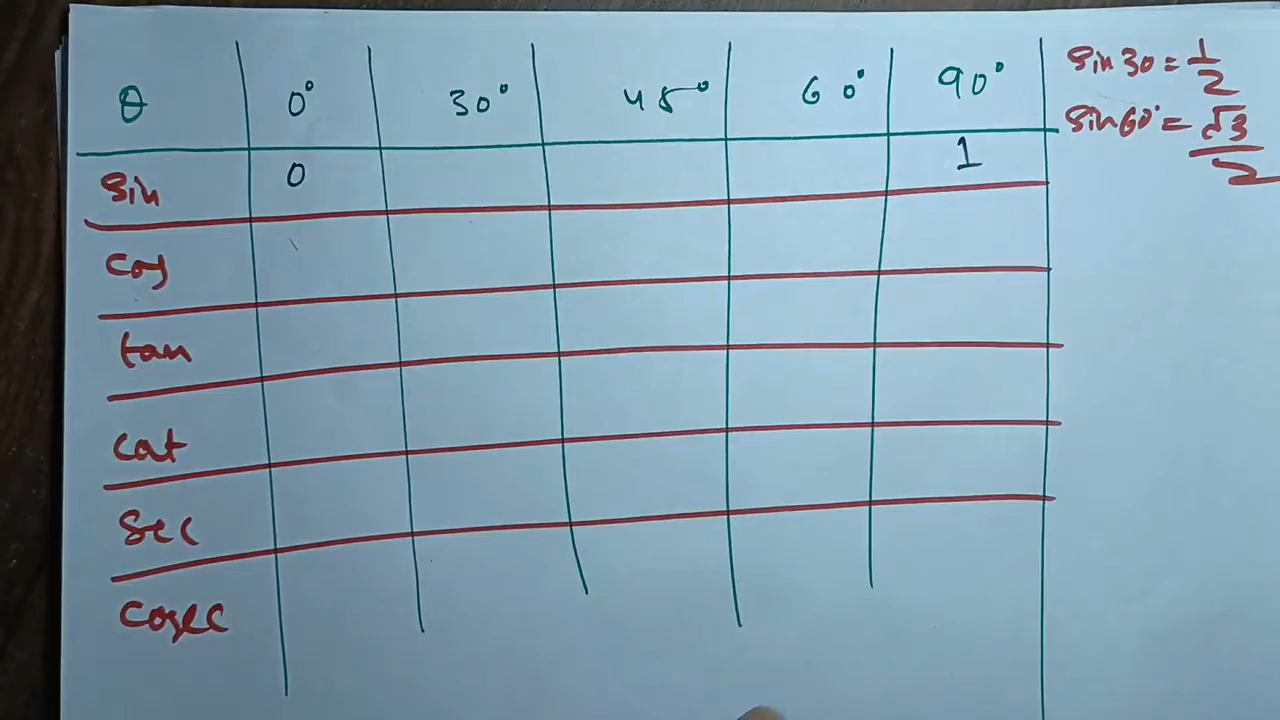 θ 0° 30° 45° 60° 90°
sin 0 1
cos
tan
cat
sec
cosec
sin 30 = 1/2
sin 60° = √3/2